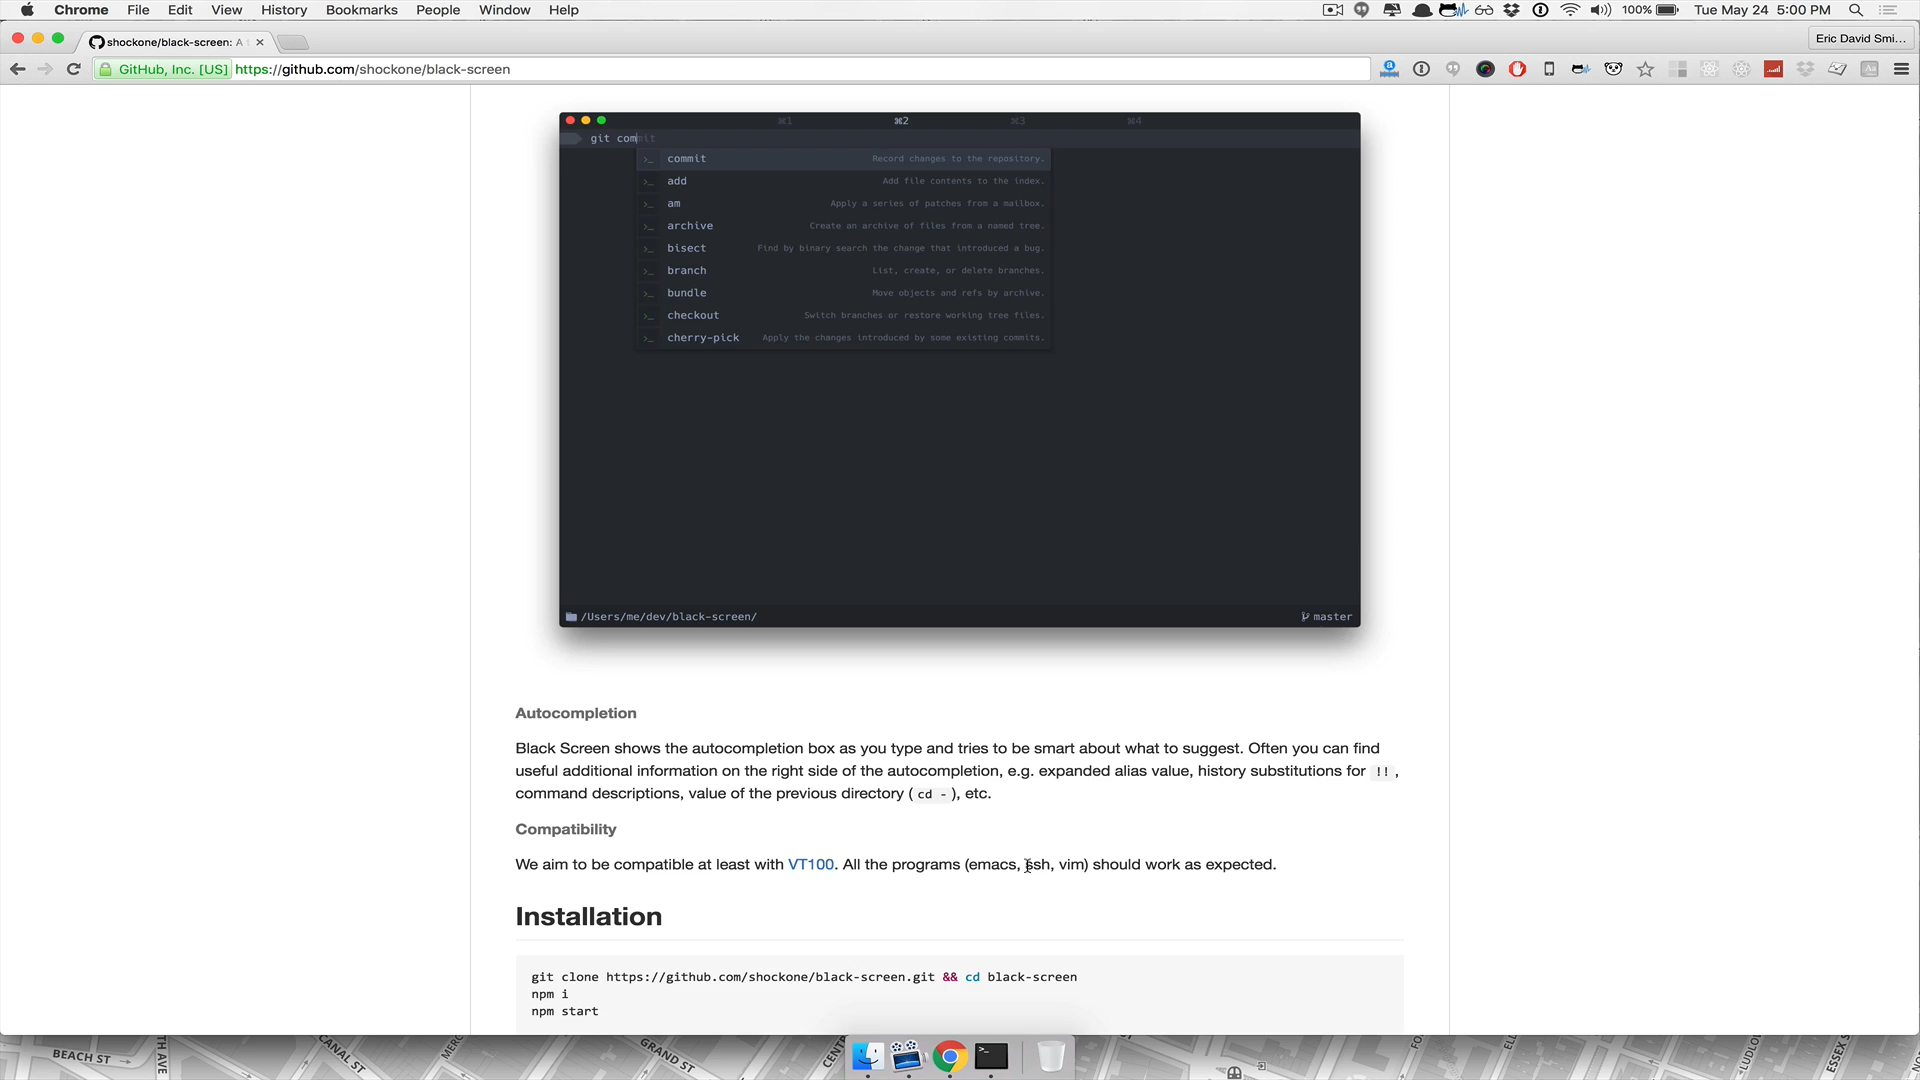 Chrome File Edit View History Bookmarks People Window Help 100% Tue May 24 5:00 PM
shockone/black-screen: A t Eric David Smi...
GitHub, Inc. [US] https://github.com/shockone/black-screen
⌘1 ⌘2 ⌘3 ⌘4
git commit
>_ commit Record changes to the repository.
>_ add Add file contents to the index.
>_ am Apply a series of patches from a mailbox.
>_ archive Create an archive of files from a named tree.
>_ bisect Find by binary search the change that introduced a bug.
>_ branch List, create, or delete branches.
>_ bundle Move objects and refs by archive.
>_ checkout Switch branches or restore working tree files.
>_ cherry-pick Apply the changes introduced by some existing commits.
/Users/me/dev/black-screen/ master
Autocompletion
Black Screen shows the autocompletion box as you type and tries to be smart about what to suggest. Often you can find
useful additional information on the right side of the autocompletion, e.g. expanded alias value, history substitutions for !! ,
command descriptions, value of the previous directory ( cd - ), etc.
Compatibility
We aim to be compatible at least with VT100. All the programs (emacs, ssh, vim) should work as expected.
Installation
git clone https://github.com/shockone/black-screen.git && cd black-screen
npm i
npm start
BEACH ST
CANAL ST
GRAND ST
ESSEX S